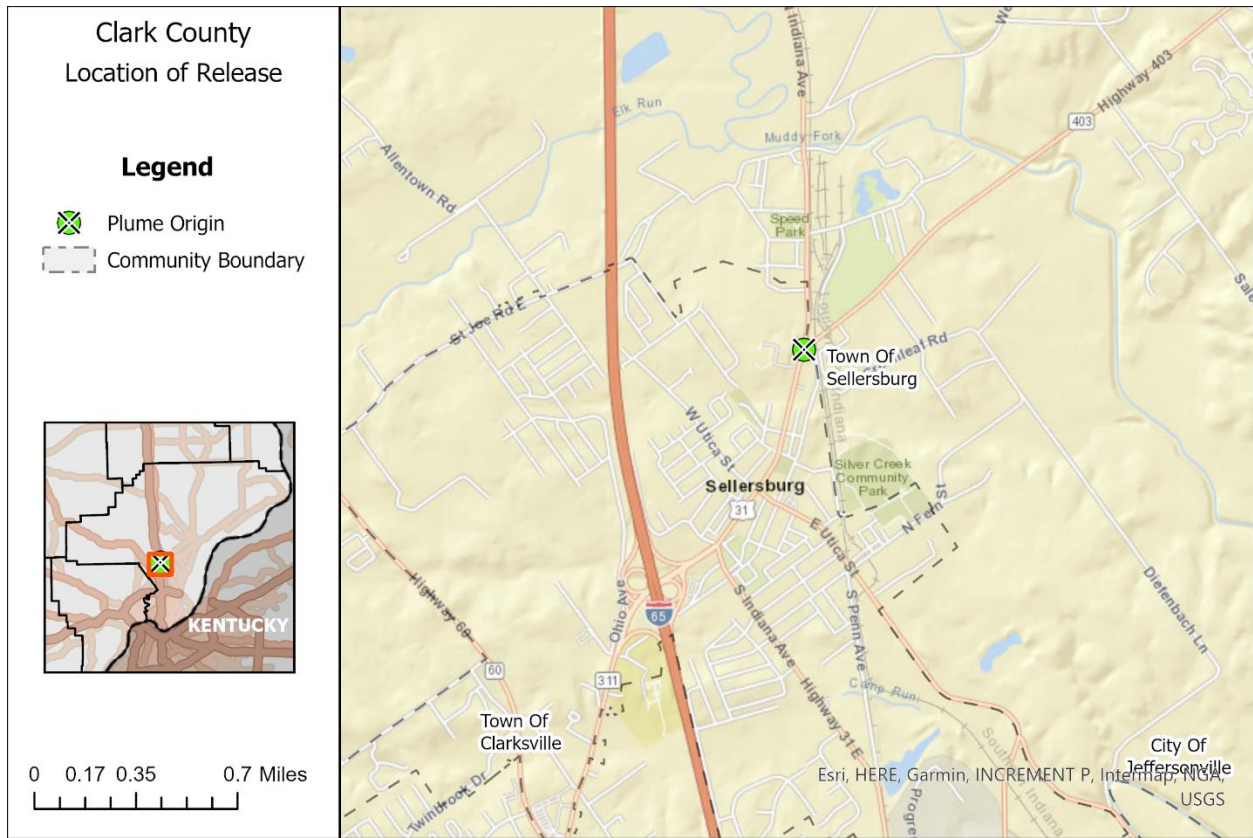 Clark County
Location of Release
Legend
Plume Origin
Community Boundary
KENTUCKY
0 0.17 0.35 0.7 Miles
N Indiana Ave
Highway 403
403
Elk Run
Muddy Fork
Allentown Rd
Speed
Park
St Joe Rd E
Town Of
Sellersburg
W Utica St
Silver Creek
Community
Park
Sellersburg
31
N Fern St
E Utica St
Diefenbach Ln
Highway 60
Ohio Ave
65
S Indiana Ave
S Penn Ave
60
311
Camp Run
Highway 31 E
Town Of
Clarksville
Twinbrook Dr
City Of
Jeffersonville
Esri, HERE, Garmin, INCREMENT P, Intermap, NGA,
USGS